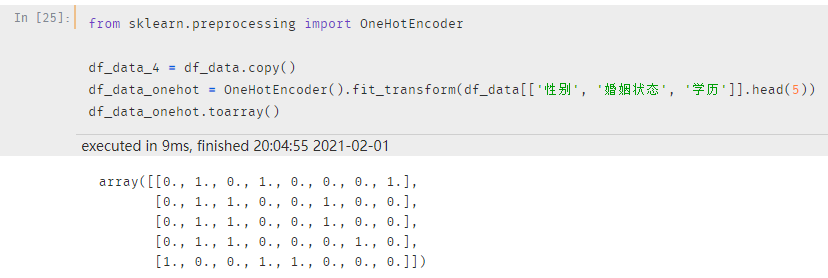 In [25]:
from sklearn.preprocessing import OneHotEncoder
df_data_4 = df_data.copy()
df_data_onehot = OneHotEncoder().fit_transform(df_data[['性别', '婚姻状态', '学历']].head(5))
df_data_onehot.toarray()
executed in 9ms, finished 20:04:55 2021-02-01
array([[0., 1., 0., 1., 0., 0., 0., 1.],
[0., 1., 1., 0., 0., 1., 0., 0.],
[0., 1., 1., 0., 0., 1., 0., 0.],
[0., 1., 1., 0., 0., 0., 1., 0.],
[1., 0., 0., 1., 1., 0., 0., 0.]])